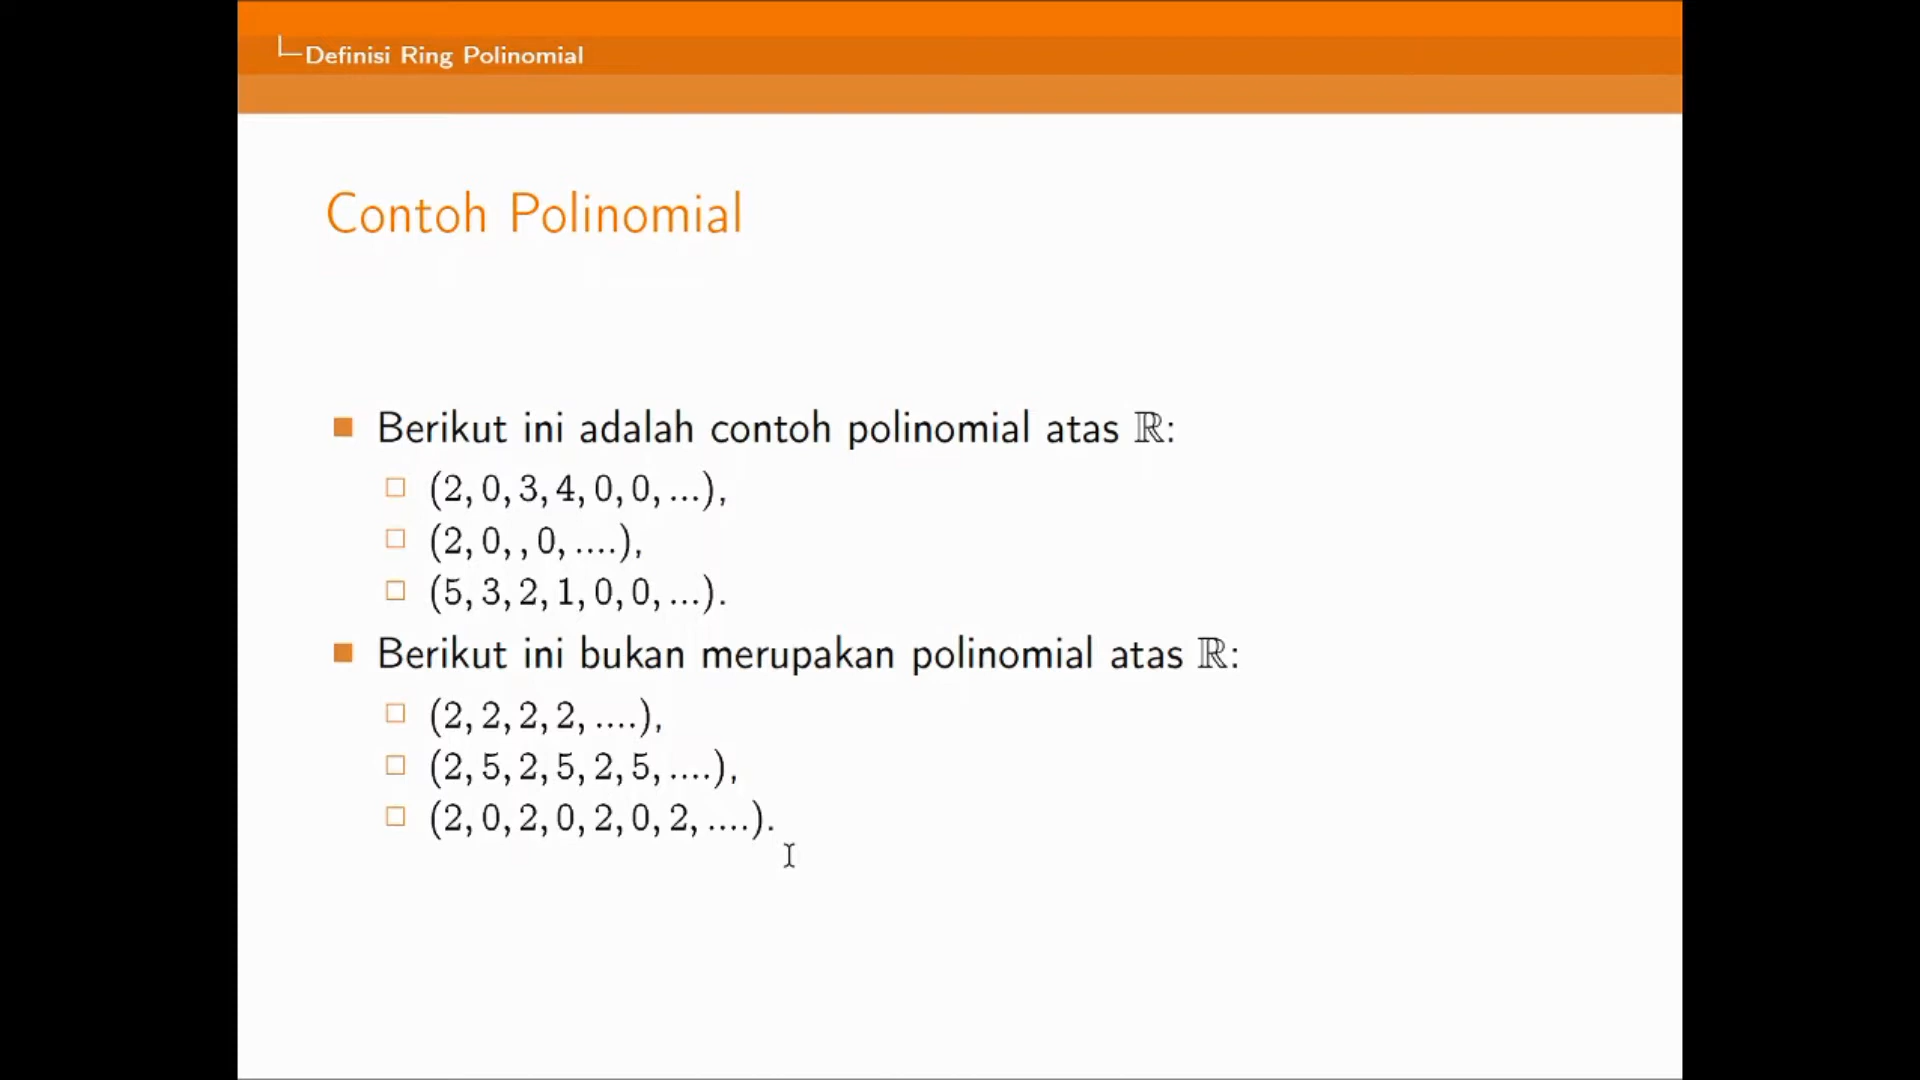 Definisi Ring Polinomial
Contoh Polinomial
Berikut ini adalah contoh polinomial atas ℝ:
(2, 0, 3, 4, 0, 0, ...),
(2, 0, , 0, ....),
(5, 3, 2, 1, 0, 0, ...).
Berikut ini bukan merupakan polinomial atas ℝ:
(2, 2, 2, 2, ....),
(2, 5, 2, 5, 2, 5, ....),
(2, 0, 2, 0, 2, 0, 2, ....).